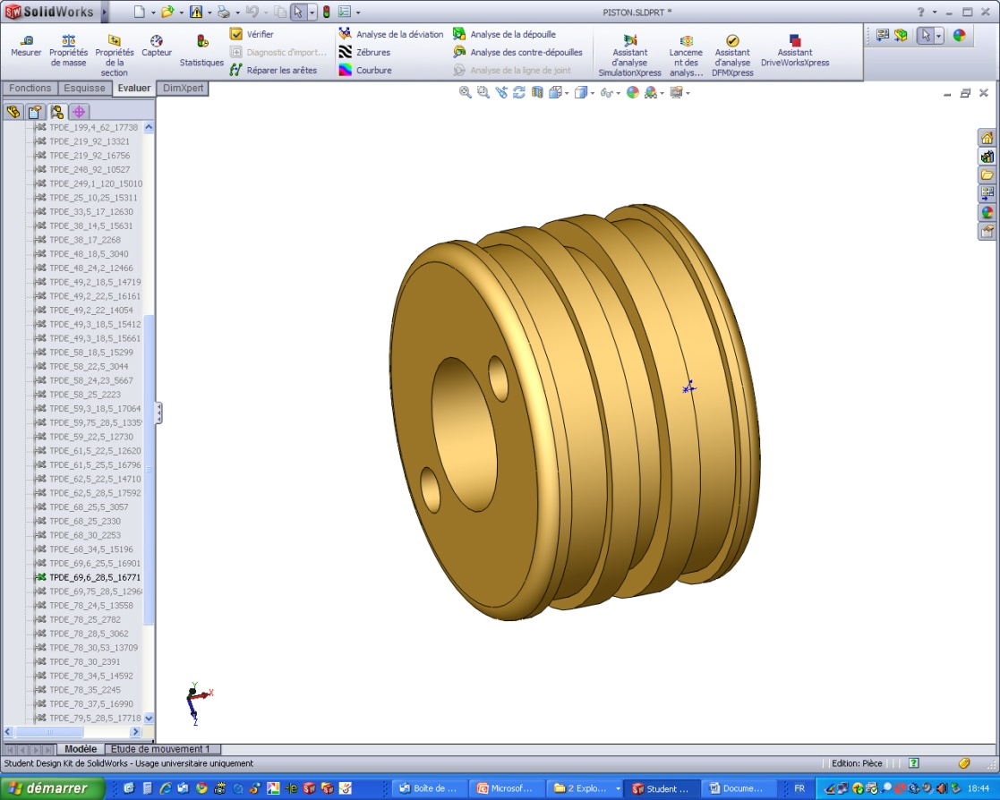 SolidWorks
PISTON.SLDPRT *
Mesurer
Propriétés
de masse
Propriétés
de la
section
Capteur
Statistiques
Vérifier
Diagnostic d'import...
Réparer les arêtes
Analyse de la déviation
Zébrures
Courbure
Analyse de la dépouille
Analyse des contre-dépouilles
Analyse de la ligne de joint
Assistant
d'analyse
SimulationXpress
Lanceme
nt des
analys...
Assistant
d'analyse
DFMXpress
Assistant
DriveWorksXpress
Fonctions
Esquisse
Evaluer
DimXpert
TPDE_199,4_62_17738
TPDE_219_92_13321
TPDE_219_92_16756
TPDE_248_92_10527
TPDE_249,1_120_15010
TPDE_25_10,25_15311
TPDE_33,5_17_12630
TPDE_38_14,5_15631
TPDE_38_17_2268
TPDE_48_18,5_3040
TPDE_48_24,2_12466
TPDE_49,2_18,5_14719
TPDE_49,2_22,5_16161
TPDE_49,2_22_14054
TPDE_49,3_18,5_15412
TPDE_49,3_18,5_15661
TPDE_58_18,5_15299
TPDE_58_22,5_3044
TPDE_58_24,23_5667
TPDE_58_25_2223
TPDE_59,3_18,5_17064
TPDE_59,75_28,5_1335
TPDE_59_22,5_12730
TPDE_61,5_22,5_12620
TPDE_61,5_25,5_16796
TPDE_62,5_22,5_14710
TPDE_62,5_28,5_17592
TPDE_68_25,5_3057
TPDE_68_25_2330
TPDE_68_30_2253
TPDE_68_34,5_15196
TPDE_69,6_25,5_16901
TPDE_69,6_28,5_16771
TPDE_69,75_28,5_1296
TPDE_78_24,5_13558
TPDE_78_25_2782
TPDE_78_28,5_3062
TPDE_78_30,53_13709
TPDE_78_30_2391
TPDE_78_34,5_14592
TPDE_78_35_2245
TPDE_78_37,5_16990
TPDE_79,5_28,5_17718
Y
X
Z
Modèle
Etude de mouvement 1
Student Design Kit de SolidWorks - Usage universitaire uniquement
Edition: Pièce
démarrer
Boîte de ...
Microsof...
2 Explo...
Student ...
Docume...
FR
18:44